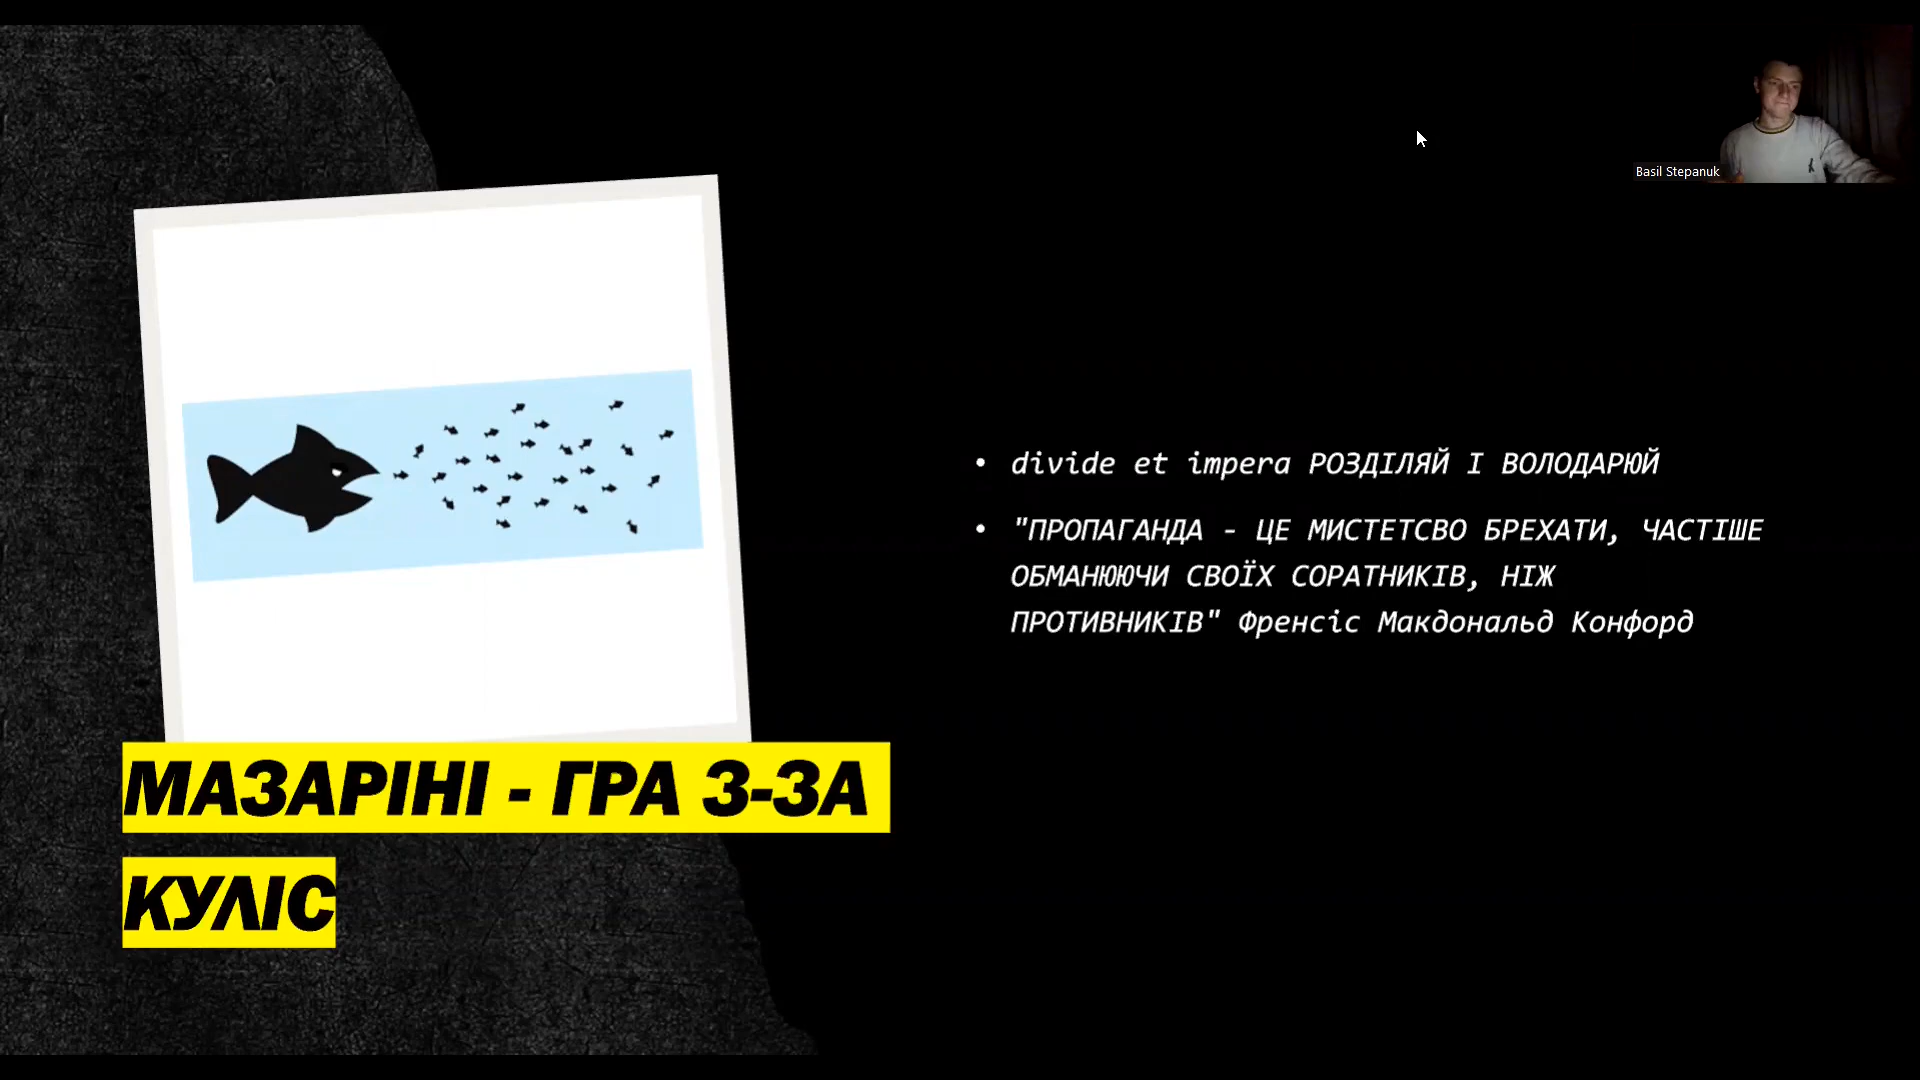 Basil Stepanuk
• divide et impera РОЗДІЛЯЙ І ВОЛОДАРЮЙ
• "ПРОПАГАНДА - ЦЕ МИСТЕТСВО БРЕХАТИ, ЧАСТІШЕ
ОБМАНЮЮЧИ СВОЇХ СОРАТНИКІВ, НІЖ
ПРОТИВНИКІВ" Френсіс Макдональд Конфорд
МАЗАРІНІ - ГРА З-ЗА
КУЛІС